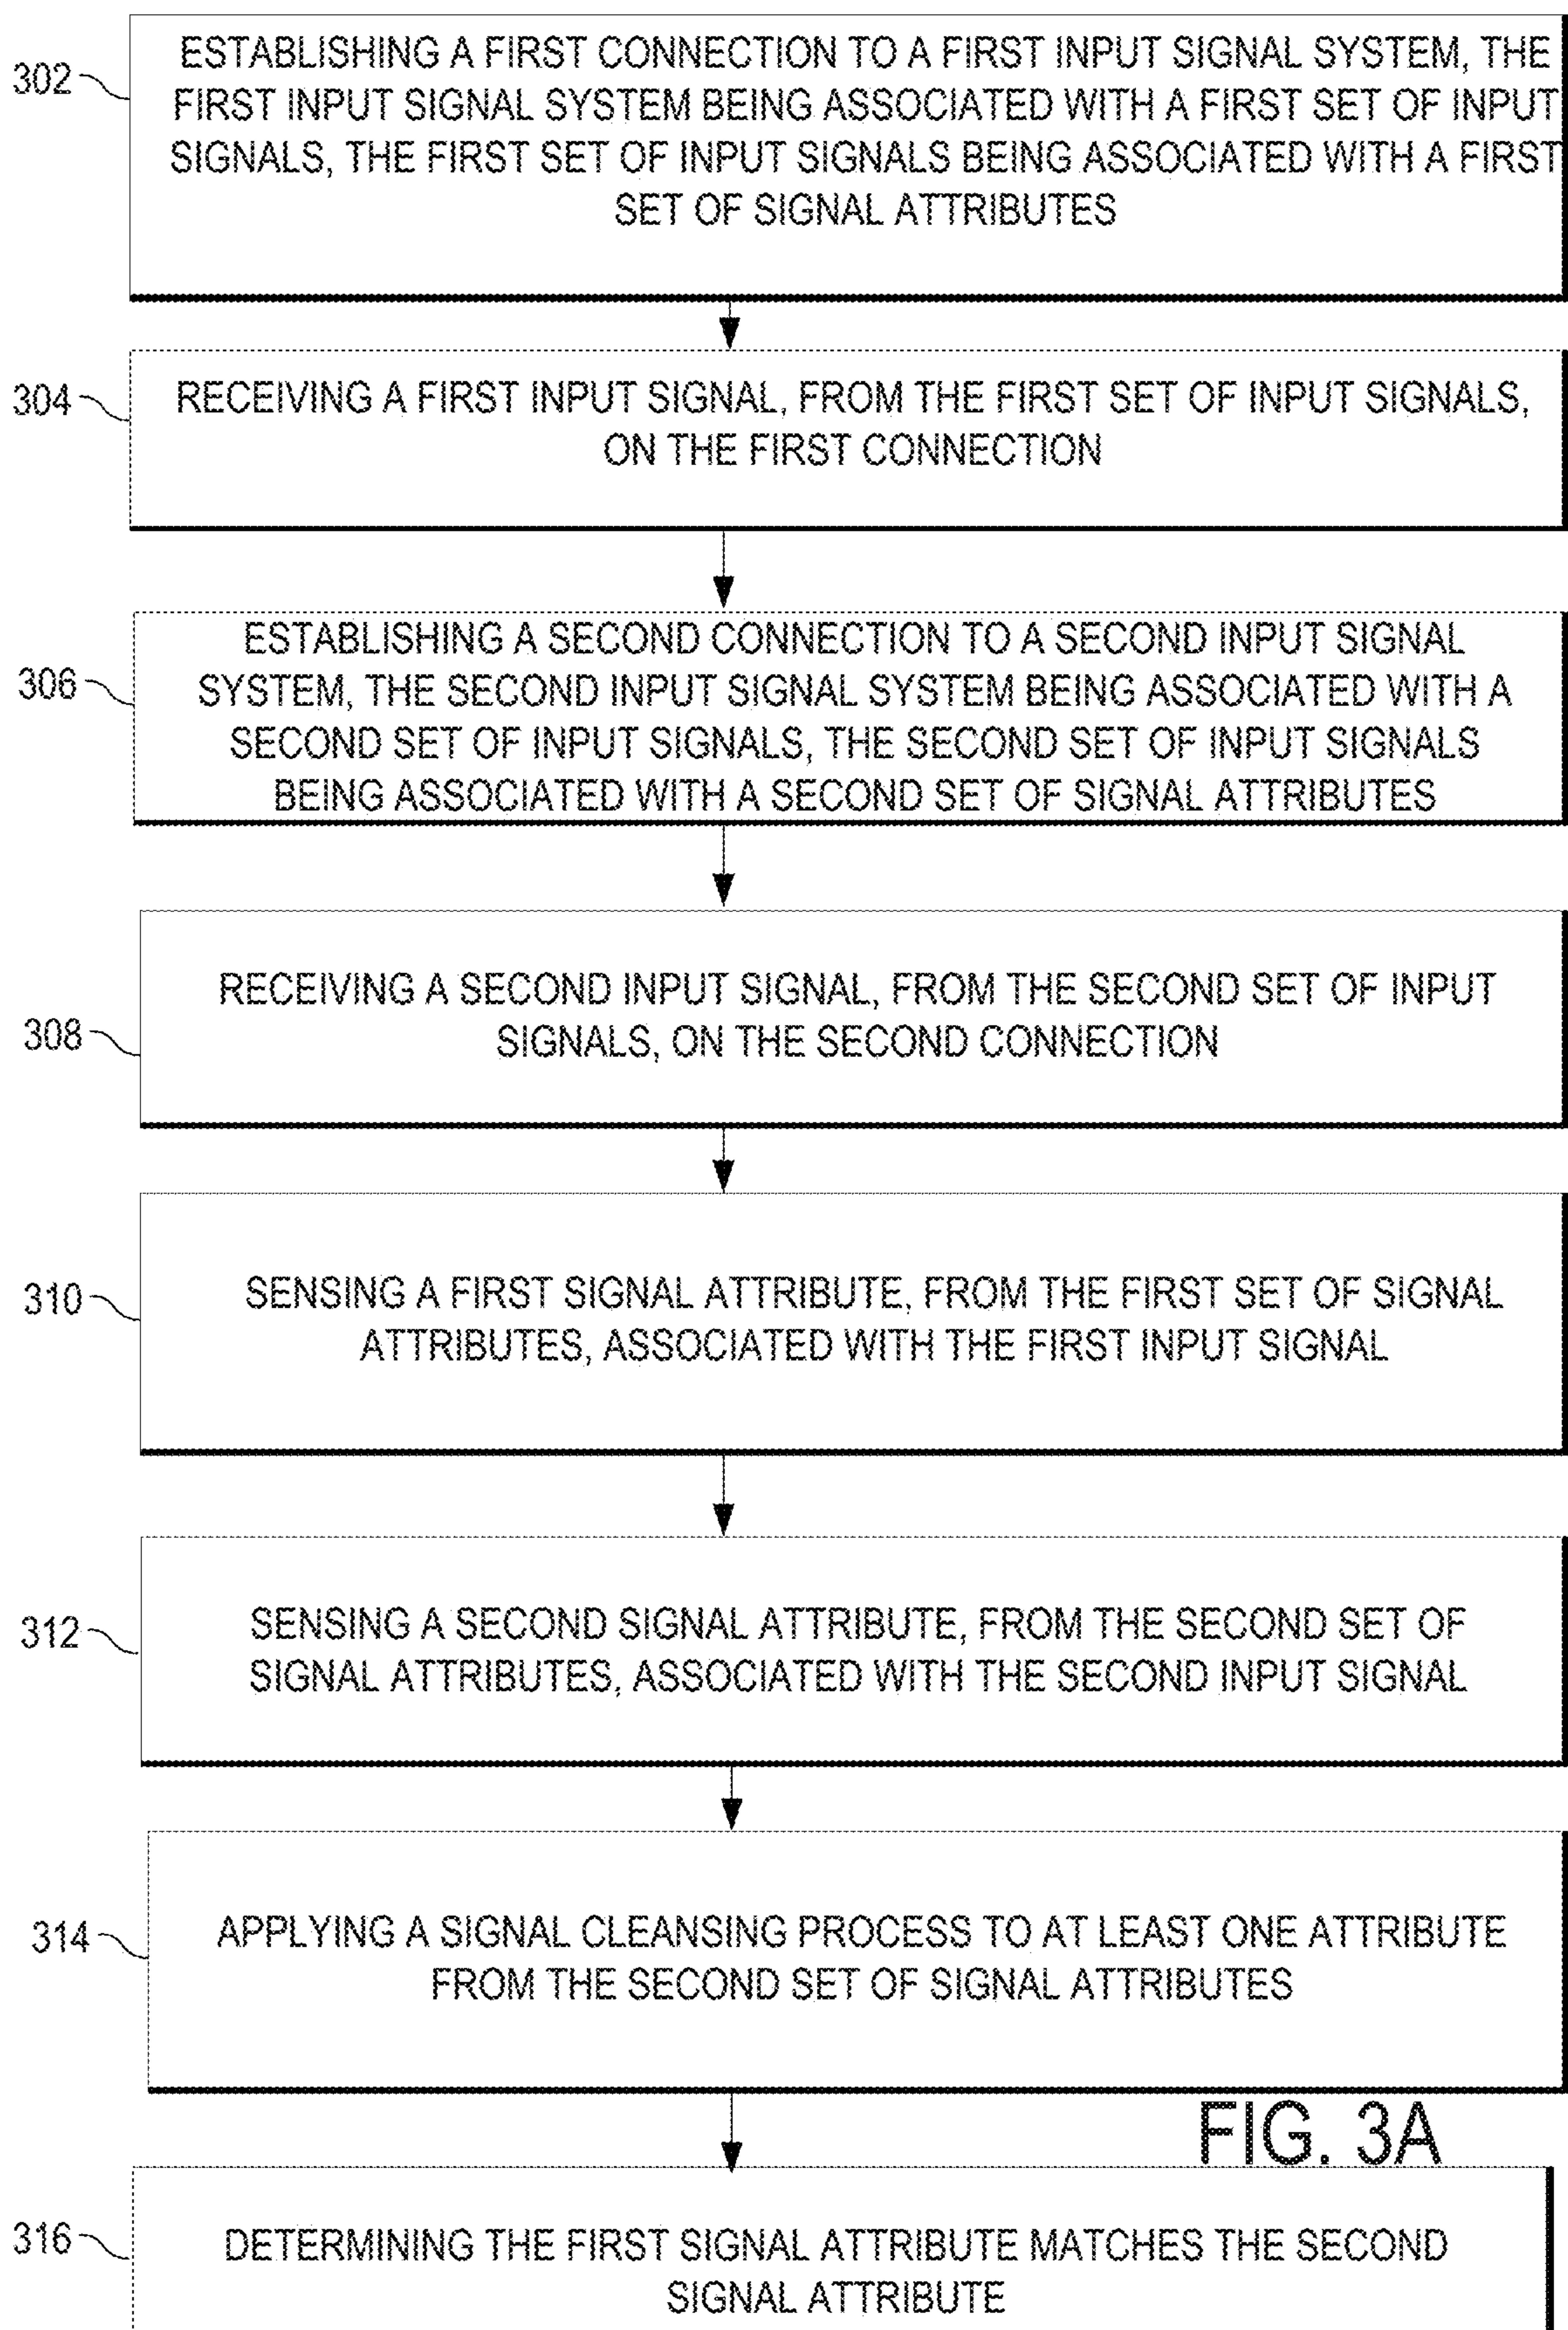 302
ESTABLISHING A FIRST CONNECTION TO A FIRST INPUT SIGNAL SYSTEM, THE
FIRST INPUT SIGNAL SYSTEM BEING ASSOCIATED WITH A FIRST SET OF INPUT
SIGNALS, THE FIRST SET OF INPUT SIGNALS BEING ASSOCIATED WITH A FIRST
SET OF SIGNAL ATTRIBUTES
304
RECEIVING A FIRST INPUT SIGNAL, FROM THE FIRST SET OF INPUT SIGNALS,
ON THE FIRST CONNECTION
306
ESTABLISHING A SECOND CONNECTION TO A SECOND INPUT SIGNAL
SYSTEM, THE SECOND INPUT SIGNAL SYSTEM BEING ASSOCIATED WITH A
SECOND SET OF INPUT SIGNALS, THE SECOND SET OF INPUT SIGNALS
BEING ASSOCIATED WITH A SECOND SET OF SIGNAL ATTRIBUTES
308
RECEIVING A SECOND INPUT SIGNAL, FROM THE SECOND SET OF INPUT
SIGNALS, ON THE SECOND CONNECTION
310
SENSING A FIRST SIGNAL ATTRIBUTE, FROM THE FIRST SET OF SIGNAL
ATTRIBUTES, ASSOCIATED WITH THE FIRST INPUT SIGNAL
312
SENSING A SECOND SIGNAL ATTRIBUTE, FROM THE SECOND SET OF
SIGNAL ATTRIBUTES, ASSOCIATED WITH THE SECOND INPUT SIGNAL
314
APPLYING A SIGNAL CLEANSING PROCESS TO AT LEAST ONE ATTRIBUTE
FROM THE SECOND SET OF SIGNAL ATTRIBUTES
FIG. 3A
316
DETERMINING THE FIRST SIGNAL ATTRIBUTE MATCHES THE SECOND
SIGNAL ATTRIBUTE